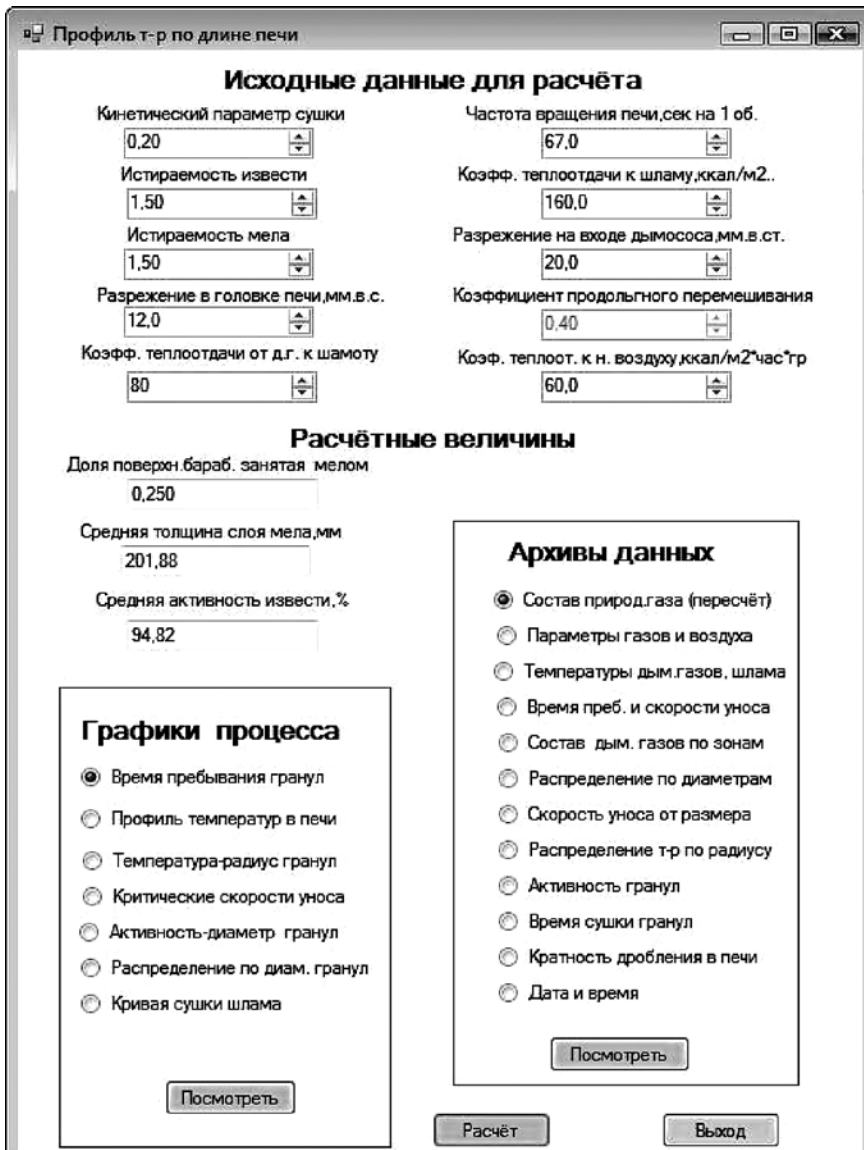 Профиль т-р по длине печи
Исходные данные для расчёта
Кинетический параметр сушки
0,20
Истираемость извести
1,50
Истираемость мела
1,50
Разрежение в головке печи,мм.в.с.
12,0
Коэфф. теплоотдачи от д.г. к шамоту
80
Частота вращения печи,сек на 1 об.
67,0
Коэфф. теплоотдачи к шламу,ккал/м2..
160,0
Разрежение на входе дымососа,мм.в.ст.
20,0
Коэффициент продольгного перемешивания
0,40
Коэф. теплоот. к н. воздуху,ккал/м2*час*гр
60,0
Расчётные величины
Доля поверхн.бараб. занятая мелом
0,250
Средняя толщина слоя мела,мм
201,88
Средняя активность извести,%
94,82
Графики процесса
Время пребывания гранул
Профиль температур в печи
Температура-радиус гранул
Критические скорости уноса
Активность-диаметр гранул
Распределение по диам. гранул
Кривая сушки шлама
Посмотреть
Архивы данных
Состав природ.газа (пересчёт)
Параметры газов и воздуха
Температуры дым.газов, шлама
Время преб. и скорости уноса
Состав дым. газов по зонам
Распределение по диаметрам
Скорость уноса от размера
Распределение т-р по радиусу
Активность гранул
Время сушки гранул
Кратность дробления в печи
Дата и время
Посмотреть
Расчёт
Выход